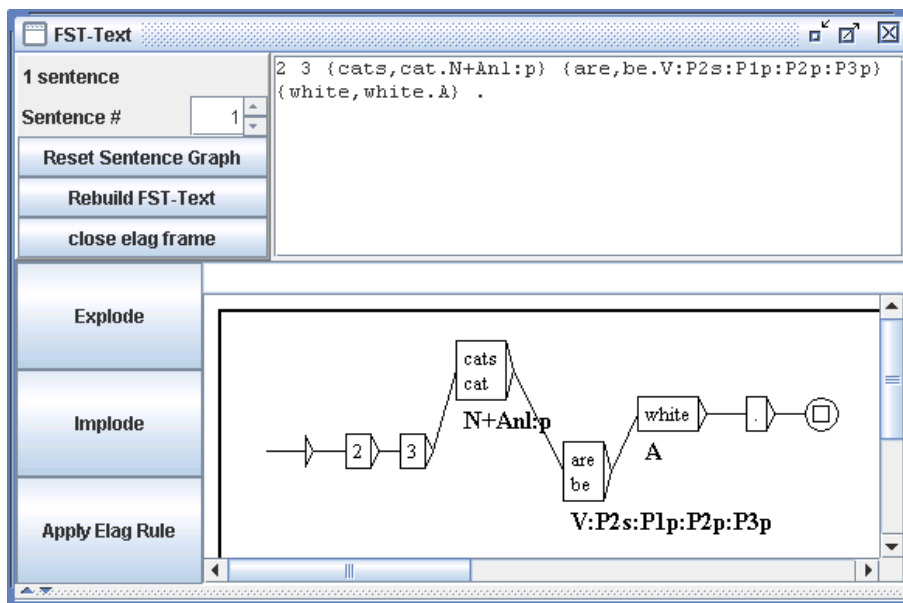 FST-Text
1 sentence
Sentence #
1
Reset Sentence Graph
Rebuild FST-Text
close elag frame
2 3 {cats,cat.N+Anl:p} {are,be.V:P2s:P1p:P2p:P3p}
{white,white.A} .
Explode
Implode
Apply Elag Rule
2
3
cats
cat
N+Anl:p
are
be
V:P2s:P1p:P2p:P3p
white
A
.